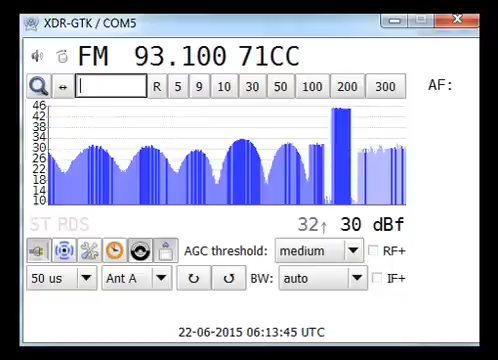 XDR-GTK / COM5
FM 93.100 71CC
↔ R 5 9 10 30 50 100 200 300 AF:
46
42
38
34
30
26
22
18
14
10
ST RDS 32↑ 30 dBf
AGC threshold: medium RF+
50 us Ant A ↻ ↺ BW: auto IF+
22-06-2015 06:13:45 UTC